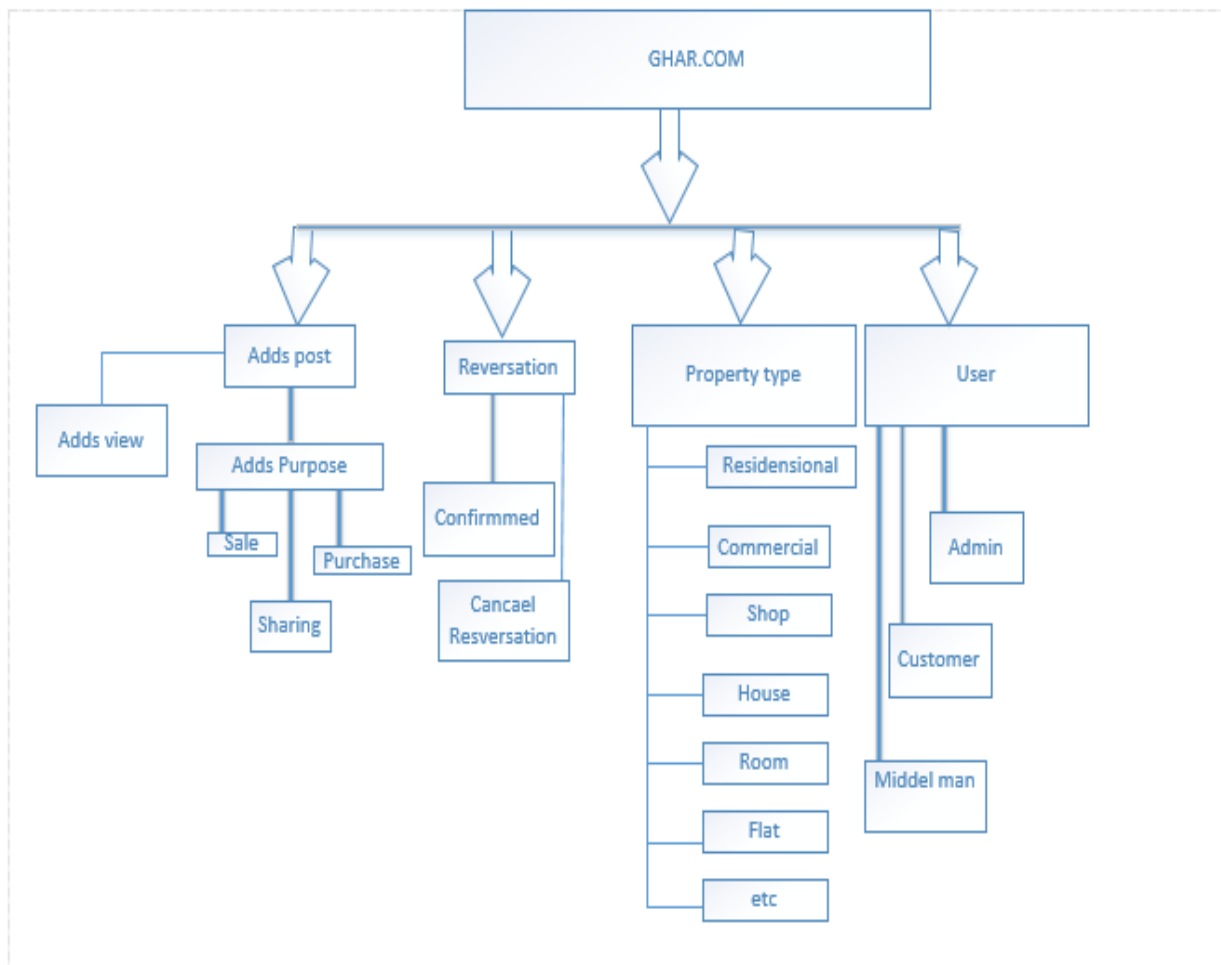 GHAR.COM
Adds post
Reversation
Property type
User
Adds view
Adds Purpose
Sale
Purchase
Sharing
Confirmmed
Cancael
Resversation
Residensional
Commercial
Shop
House
Room
Flat
etc
Admin
Customer
Middel man